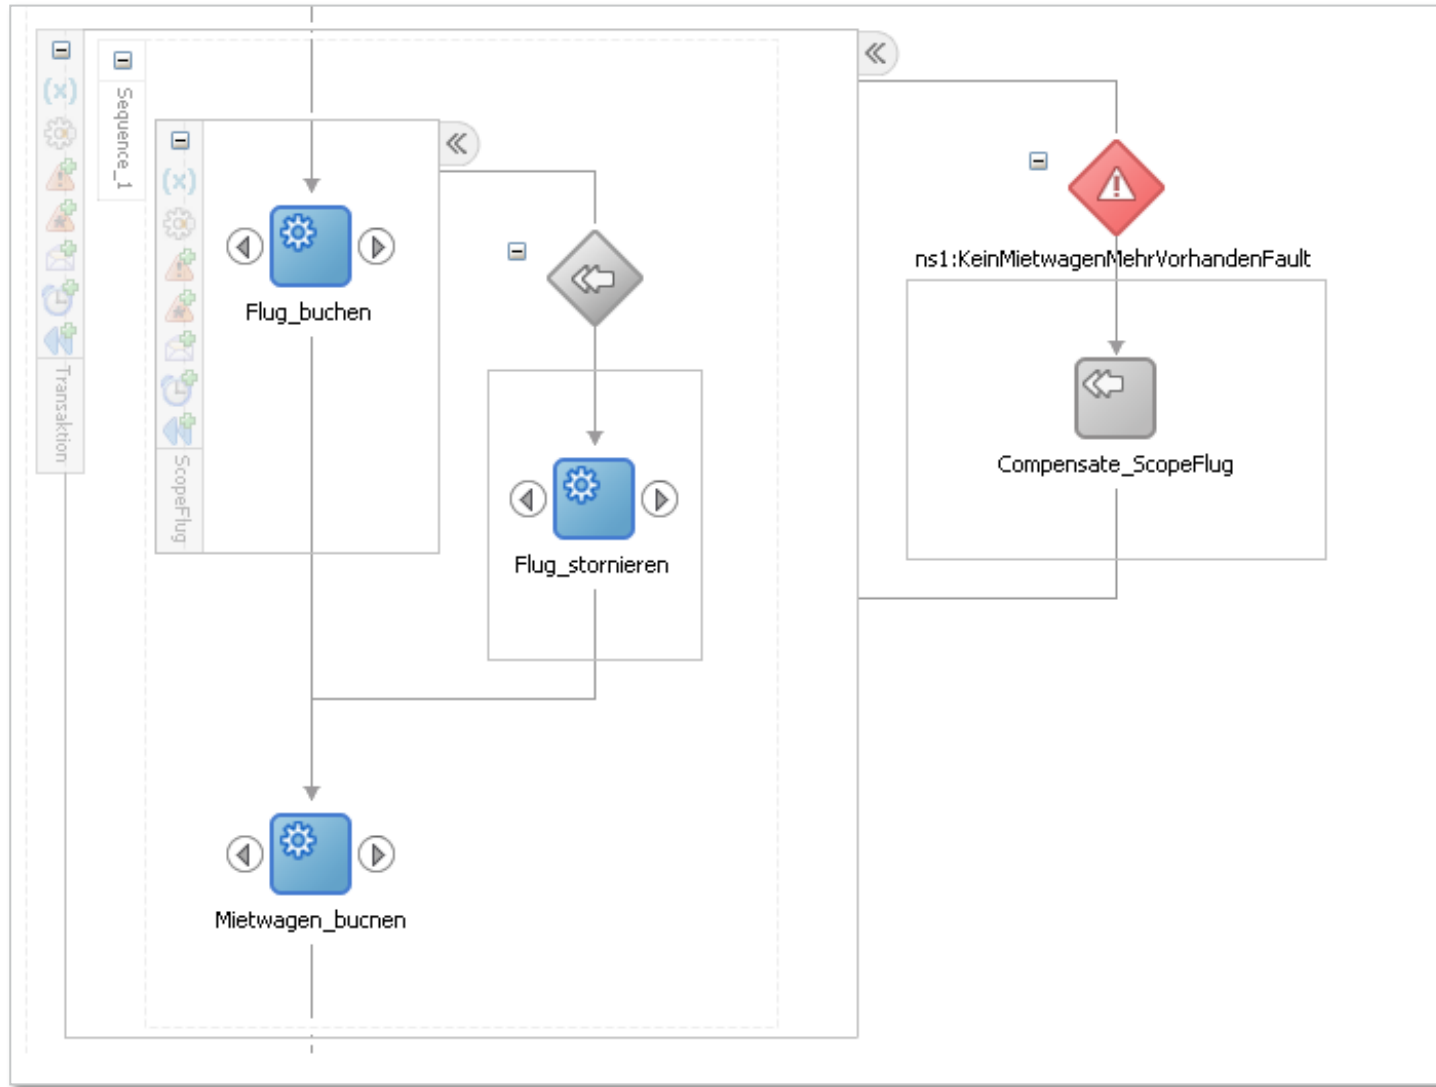 Sequence_1
Flug_buchen
ns1:KeinMietwagenMehrVorhandenFault
Transaktion
Compensate_ScopeFlug
ScopeFlug
Flug_stornieren
Mietwagen_bucnen